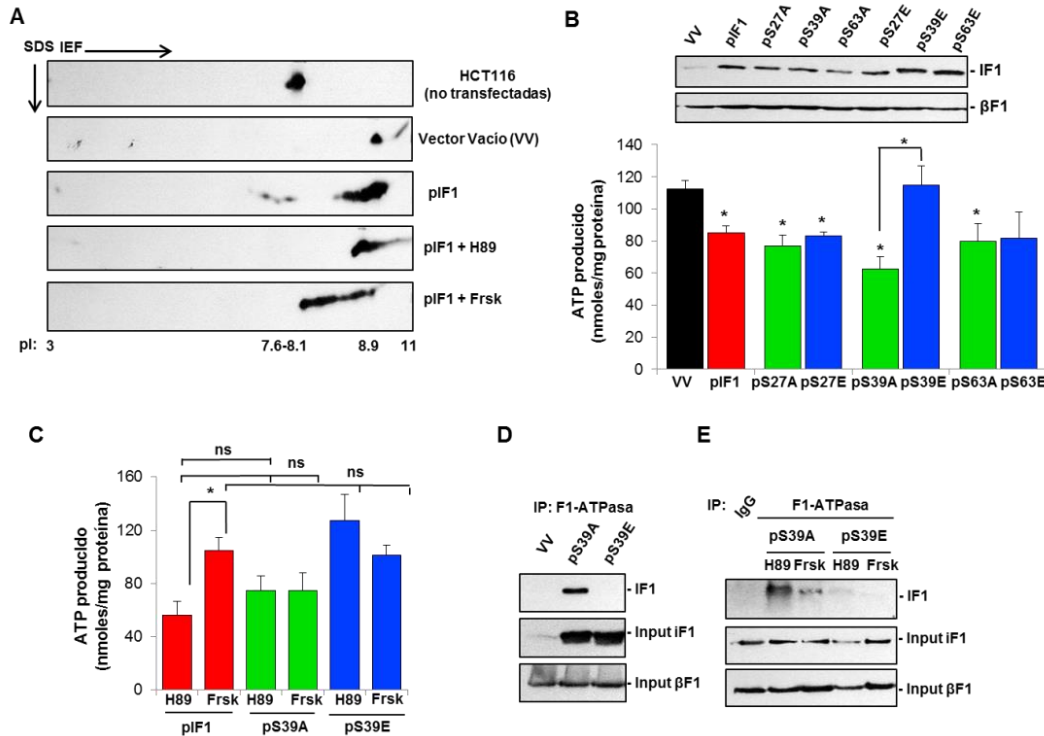 A
SDS IEF
HCT116
(no transfectadas)
Vector Vacio (VV)
pIF1
pIF1 + H89
pIF1 + Frsk
pI: 3 7.6-8.1 8.9 11
B
VV pIF1 pS27A pS39A pS63A pS27E pS39E pS63E
- IF1
- βF1
ATP producido
(nmoles/mg proteína)
140
120
100
80
60
40
20
0
* * * * * *
VV pIF1 pS27A pS27E pS39A pS39E pS63A pS63E
C
ATP producido
(nmoles/mg proteína)
160
120
80
40
0
ns
ns
ns
*
H89 Frsk H89 Frsk H89 Frsk
pIF1 pS39A pS39E
D
IP: F1-ATPasa
VV pS39A pS39E
- IF1
- Input iF1
- Input βF1
E
IP: IgG F1-ATPasa
pS39A pS39E
H89 Frsk H89 Frsk
- IF1
- Input iF1
- Input βF1